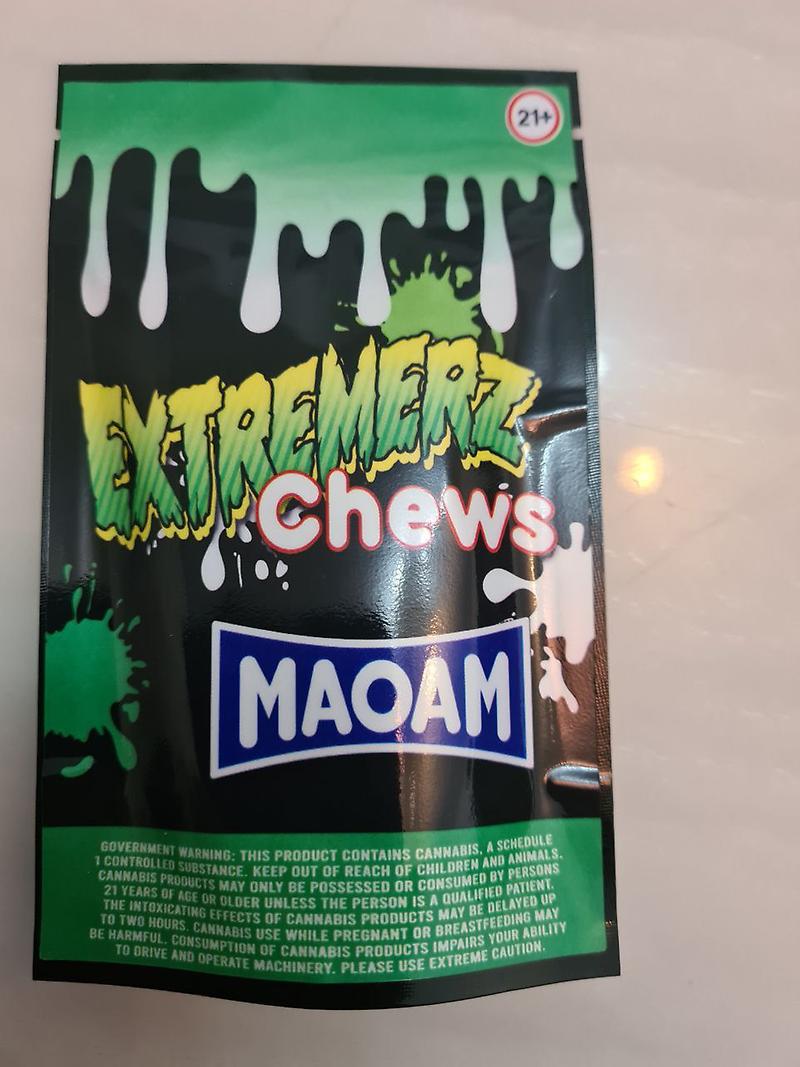 21+
EXTREMERZ
Chews
MAOAM
GOVERNMENT WARNING: THIS PRODUCT CONTAINS CANNABIS, A SCHEDULE
1 CONTROLLED SUBSTANCE. KEEP OUT OF REACH OF CHILDREN AND ANIMALS.
CANNABIS PRODUCTS MAY ONLY BE POSSESSED OR CONSUMED BY PERSONS
21 YEARS OF AGE OR OLDER UNLESS THE PERSON IS A QUALIFIED PATIENT.
THE INTOXICATING EFFECTS OF CANNABIS PRODUCTS MAY BE DELAYED UP
TO TWO HOURS. CANNABIS USE WHILE PREGNANT OR BREASTFEEDING MAY
BE HARMFUL. CONSUMPTION OF CANNABIS PRODUCTS IMPAIRS YOUR ABILITY
TO DRIVE AND OPERATE MACHINERY. PLEASE USE EXTREME CAUTION.